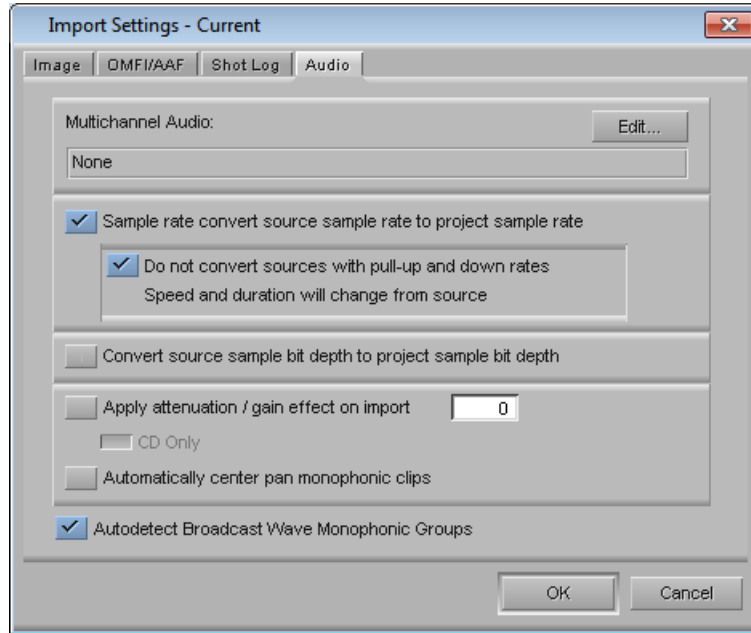 Import Settings - Current
Image
OMFI/AAF
Shot Log
Audio
Multichannel Audio:
Edit...
None
Sample rate convert source sample rate to project sample rate
Do not convert sources with pull-up and down rates
Speed and duration will change from source
Convert source sample bit depth to project sample bit depth
Apply attenuation / gain effect on import
0
CD Only
Automatically center pan monophonic clips
Autodetect Broadcast Wave Monophonic Groups
OK
Cancel